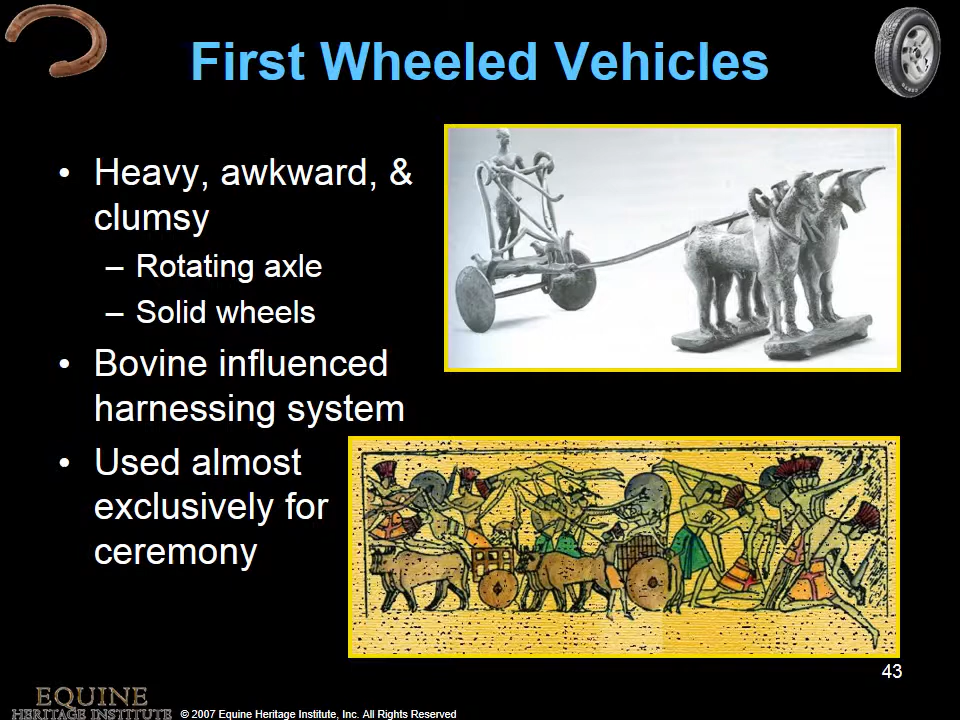 First Wheeled Vehicles
• Heavy, awkward, &
clumsy
– Rotating axle
– Solid wheels
• Bovine influenced
harnessing system
• Used almost
exclusively for
ceremony
43
EQUINE
HERITAGE INSTITUTE
© 2007 Equine Heritage Institute, Inc. All Rights Reserved